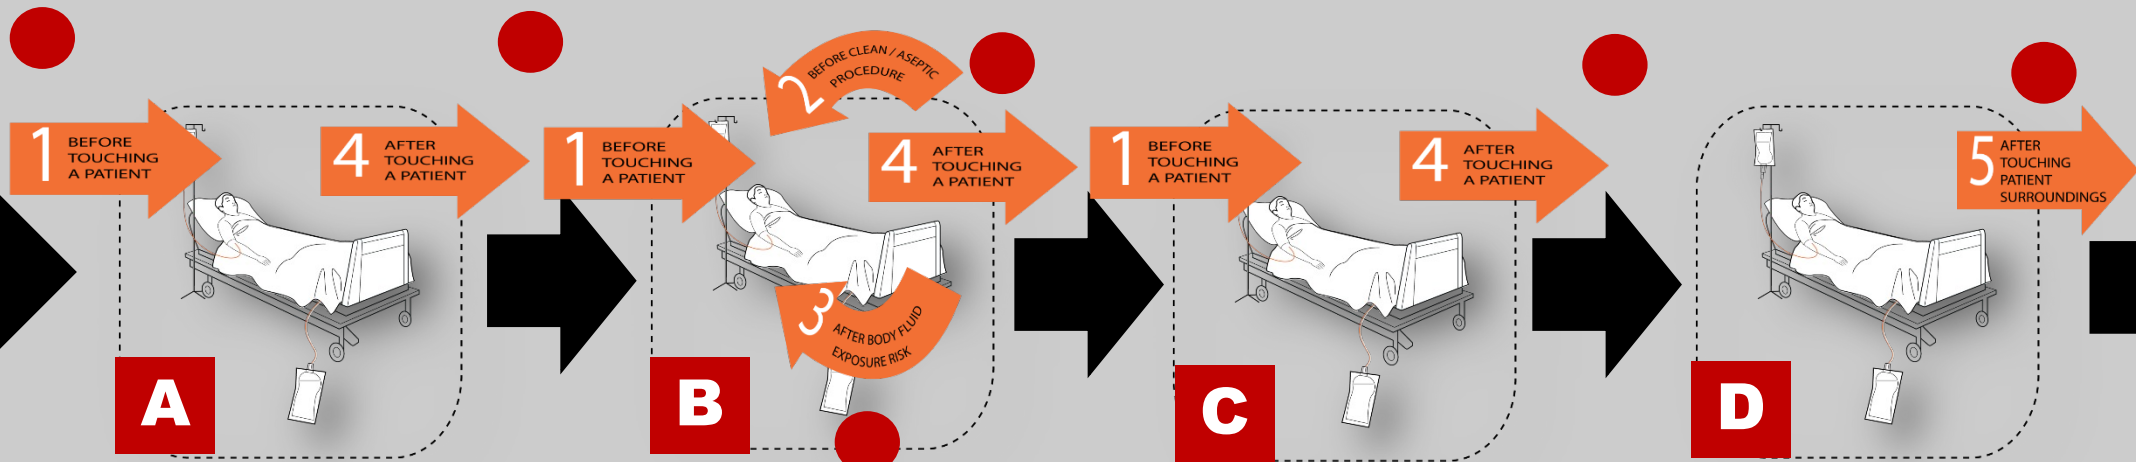 1 BEFORE
TOUCHING
A PATIENT
4 AFTER
TOUCHING
A PATIENT
A
1 BEFORE
TOUCHING
A PATIENT
2 BEFORE CLEAN / ASEPTIC
PROCEDURE
3 AFTER BODY FLUID
EXPOSURE RISK
4 AFTER
TOUCHING
A PATIENT
B
1 BEFORE
TOUCHING
A PATIENT
4 AFTER
TOUCHING
A PATIENT
C
5 AFTER
TOUCHING
PATIENT
SURROUNDINGS
D